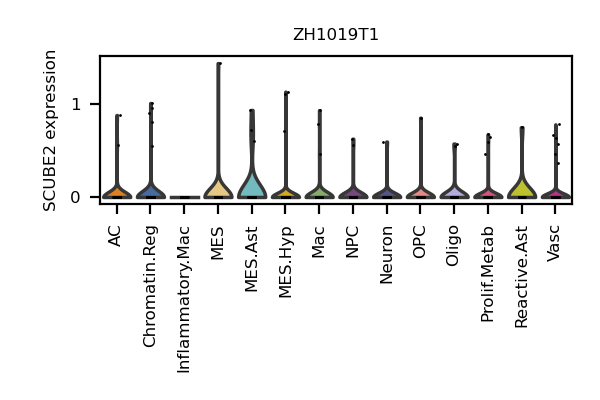 ZH1019T1
SCUBE2 expression
1
0
AC
Chromatin.Reg
Inflammatory.Mac
MES
MES.Ast
MES.Hyp
Mac
NPC
Neuron
OPC
Oligo
Prolif.Metab
Reactive.Ast
Vasc